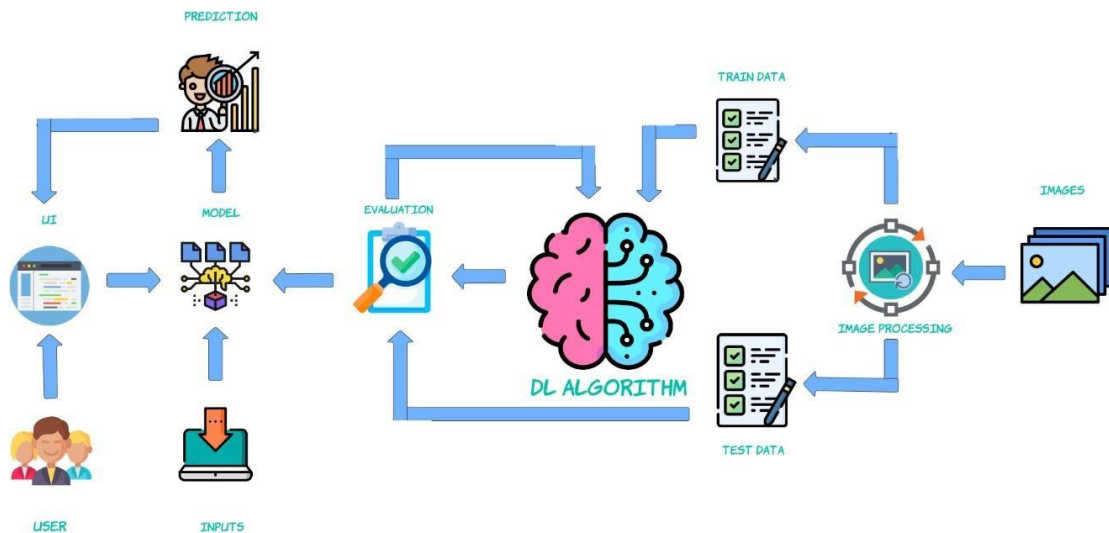 PREDICTION
TRAIN DATA
IMAGES
UI
MODEL
EVALUATION
IMAGE PROCESSING
DL ALGORITHM
TEST DATA
USER
INPUTS